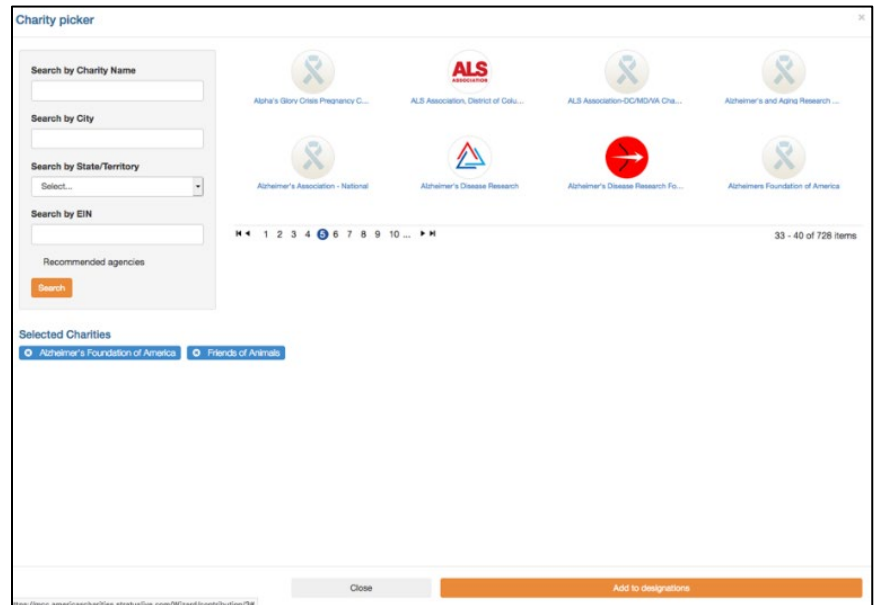 Charity picker
×
Search by Charity Name
Search by City
Search by State/Territory
Select...
Search by EIN
Recommended agencies
Search
Alpha's Glory Crisis Pregnancy C...
ALS
ASSOCIATION
ALS Association, District of Colu...
ALS Association-DC/MD/VA Cha...
Alzheimer's and Aging Research ...
Alzheimer's Association - National
Alzheimer's Disease Research
Alzheimer's Disease Research Fo...
Alzheimers Foundation of America
1 2 3 4 5 6 7 8 9 10 ...
33 - 40 of 728 items
Selected Charities
Alzheimer's Foundation of America
Friends of Animals
Close
Add to designations